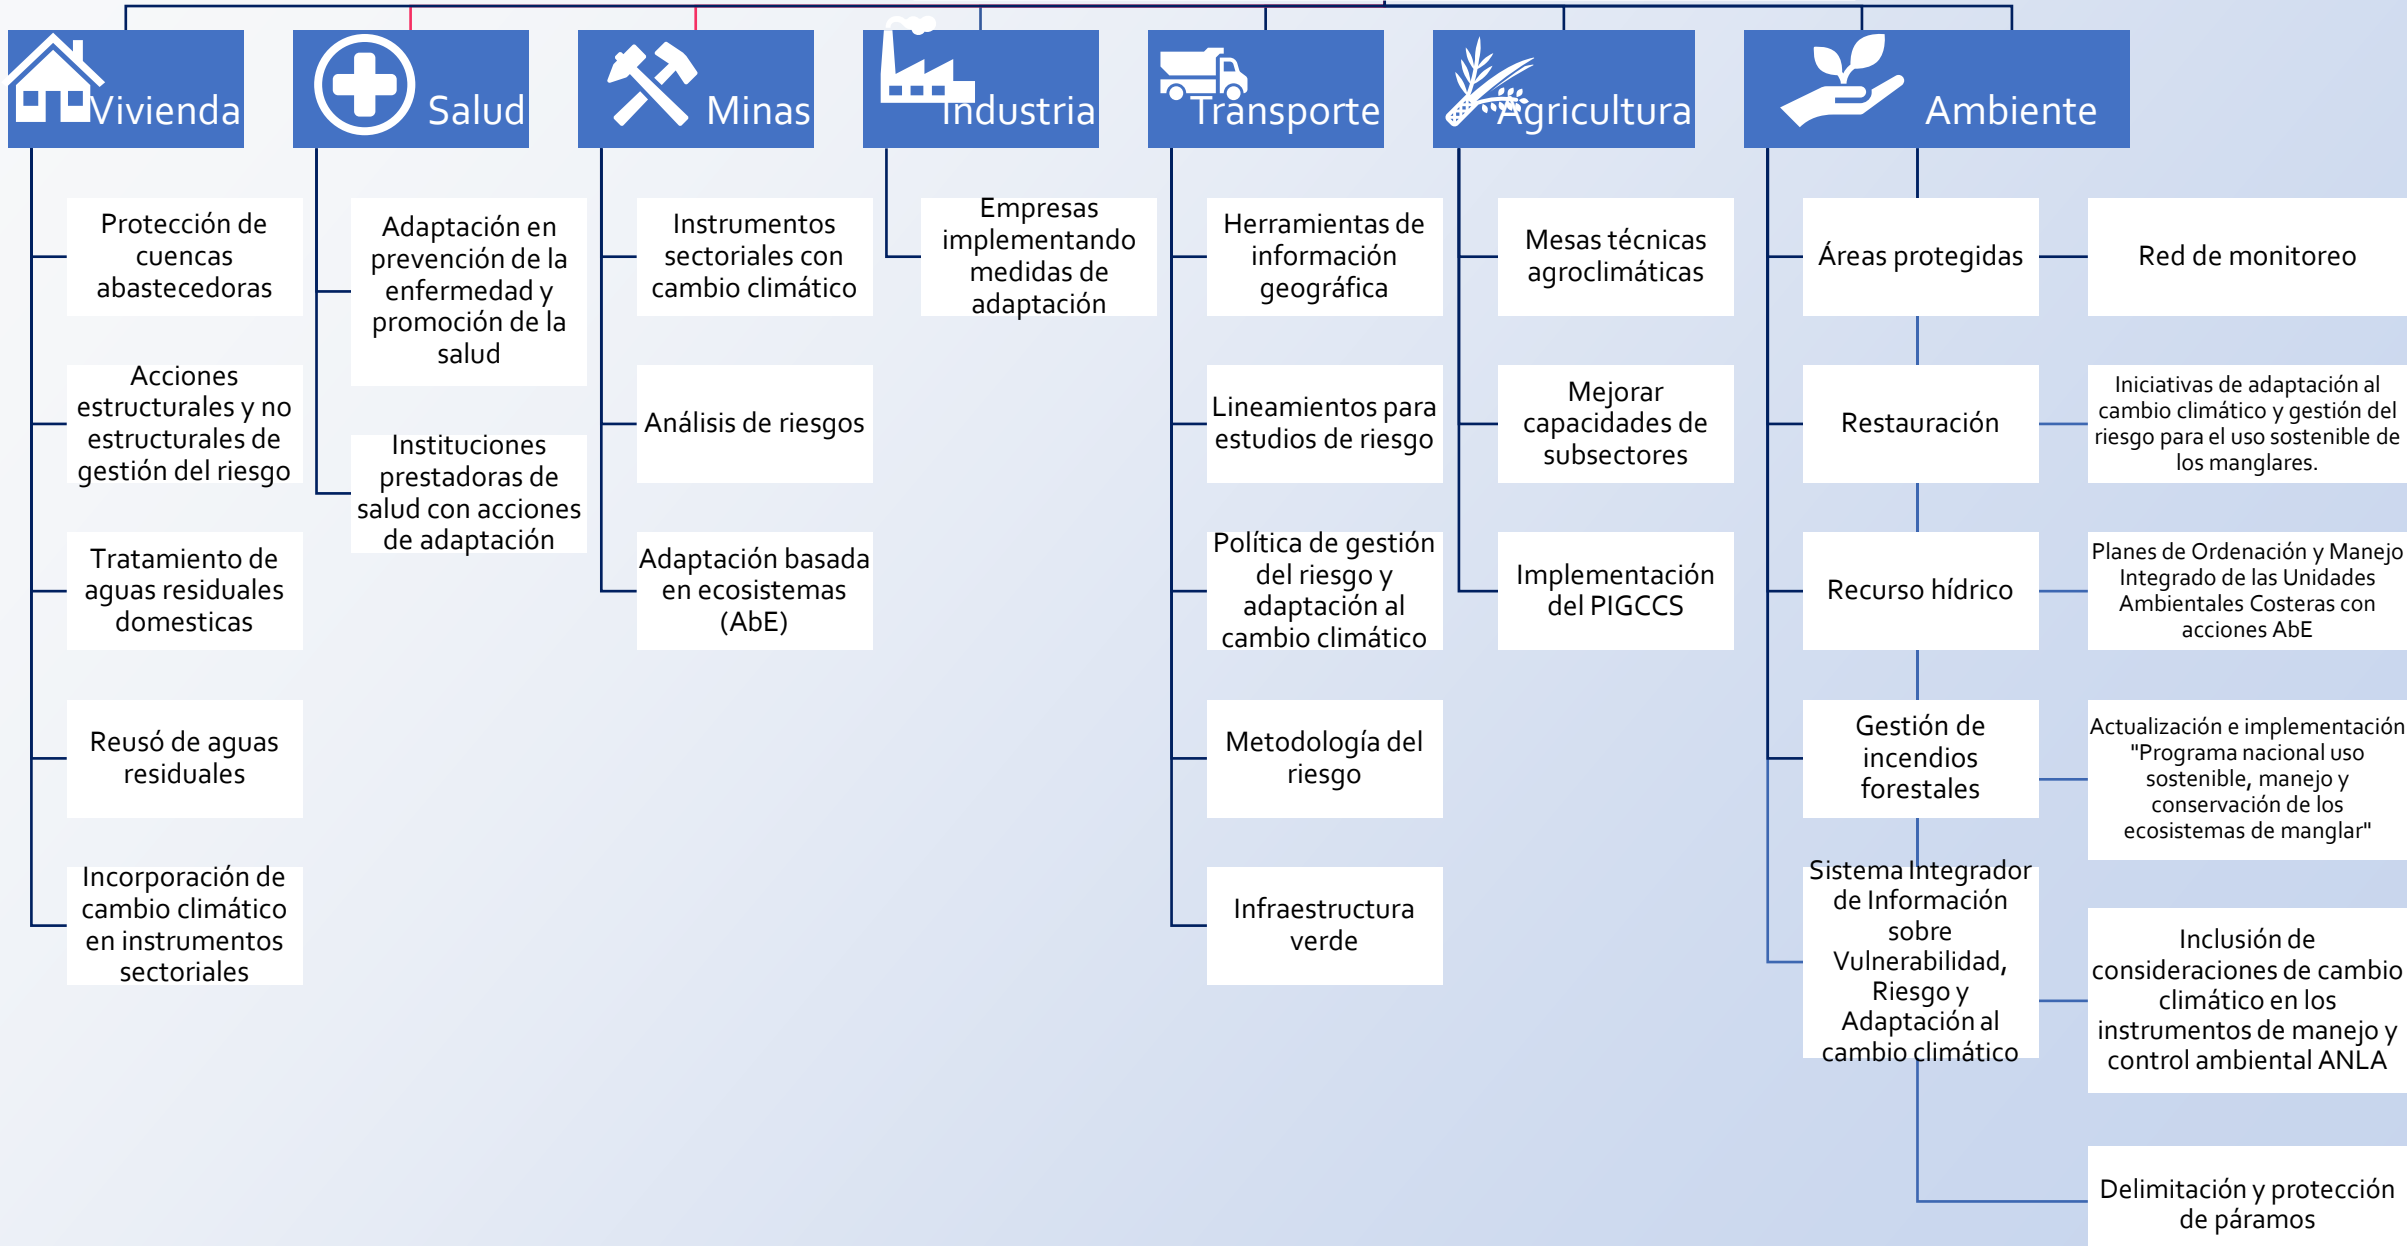 Vivienda
Salud
Minas
Industria
Transporte
Agricultura
Ambiente
Protección de
cuencas
abastecedoras
Acciones
estructurales y no
estructurales de
gestión del riesgo
Tratamiento de
aguas residuales
domesticas
Reusó de aguas
residuales
Incorporación de
cambio climático
en instrumentos
sectoriales
Adaptación en
prevención de la
enfermedad y
promoción de la
salud
Instituciones
prestadoras de
salud con acciones
de adaptación
Instrumentos
sectoriales con
cambio climático
Análisis de riesgos
Adaptación basada
en ecosistemas
(AbE)
Empresas
implementando
medidas de
adaptación
Herramientas de
información
geográfica
Lineamientos para
estudios de riesgo
Política de gestión
del riesgo y
adaptación al
cambio climático
Metodología del
riesgo
Infraestructura
verde
Mesas técnicas
agroclimáticas
Mejorar
capacidades de
subsectores
Implementación
del PIGCCS
Áreas protegidas
Restauración
Recurso hídrico
Gestión de
incendios
forestales
Sistema Integrador
de Información
sobre
Vulnerabilidad,
Riesgo y
Adaptación al
cambio climático
Red de monitoreo
Iniciativas de adaptación al
cambio climático y gestión del
riesgo para el uso sostenible de
los manglares.
Planes de Ordenación y Manejo
Integrado de las Unidades
Ambientales Costeras con
acciones AbE
Actualización e implementación
"Programa nacional uso
sostenible, manejo y
conservación de los
ecosistemas de manglar"
Inclusión de
consideraciones de cambio
climático en los
instrumentos de manejo y
control ambiental ANLA
Delimitación y protección
de páramos